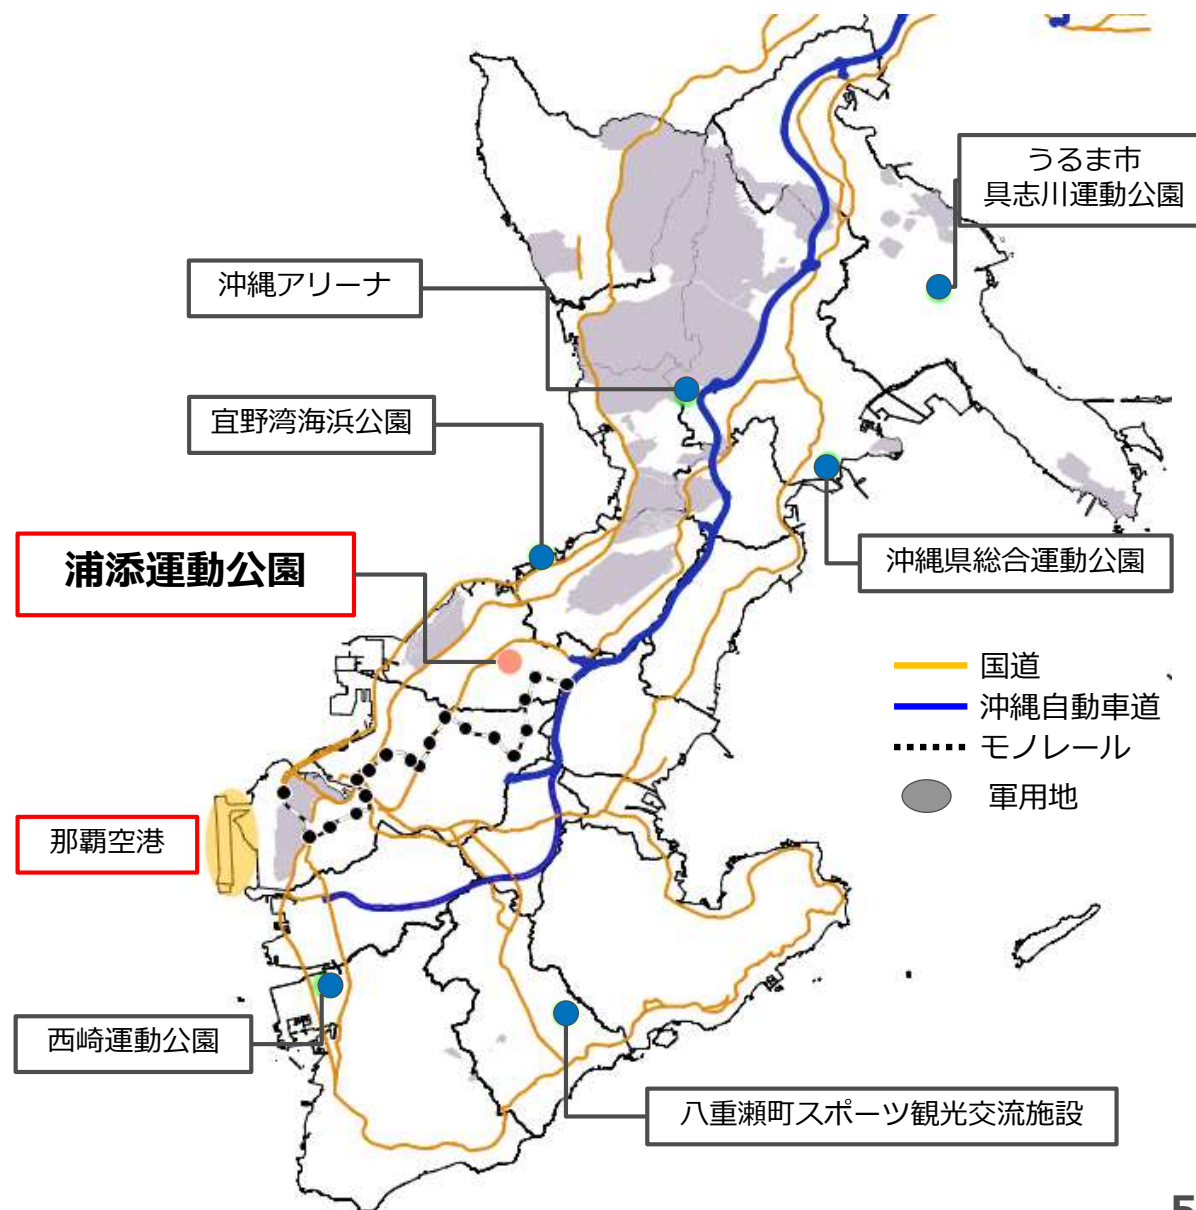 うるま市
具志川運動公園
沖縄アリーナ
宜野湾海浜公園
浦添運動公園
沖縄県総合運動公園
国道
沖縄自動車道
モノレール
軍用地
那覇空港
西崎運動公園
八重瀬町スポーツ観光交流施設
5